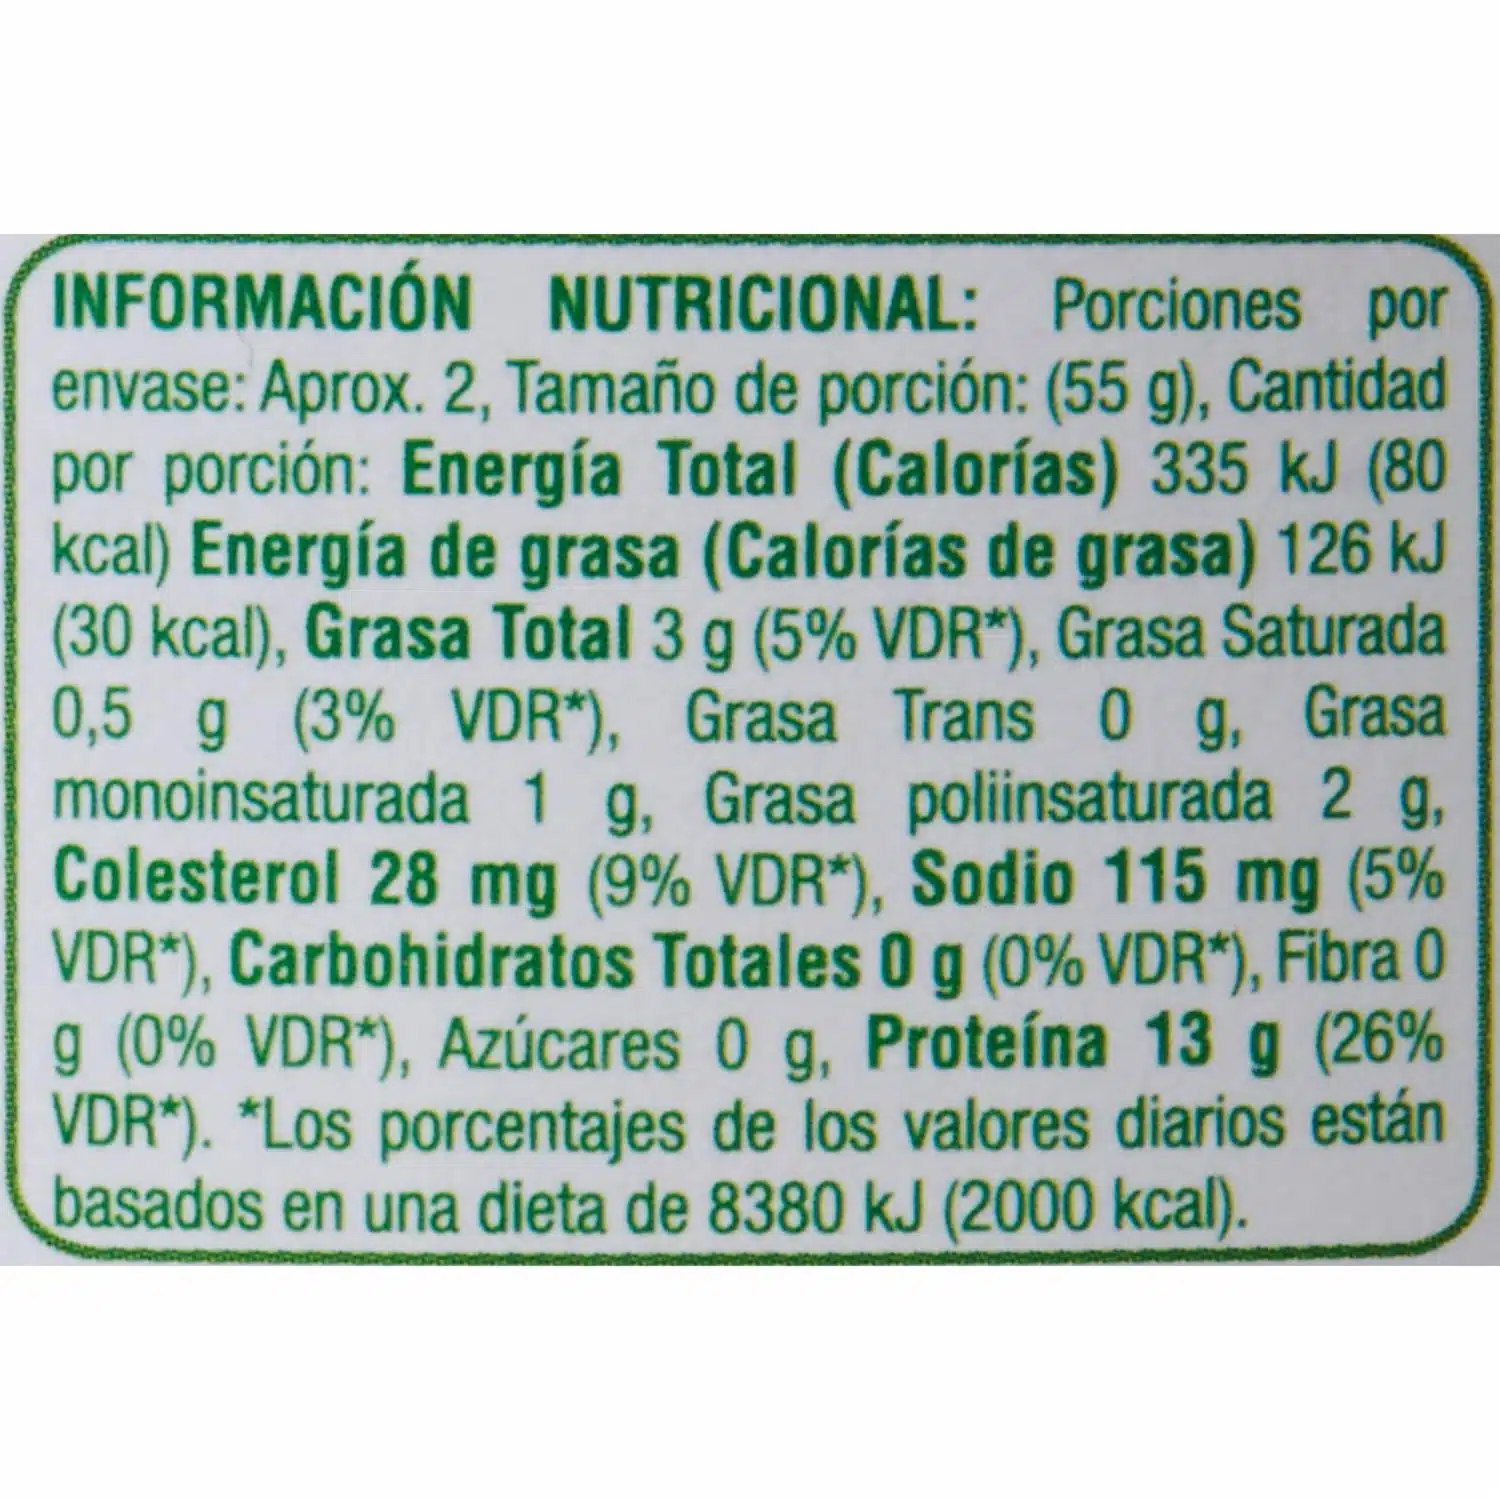 INFORMACIÓN NUTRICIONAL: Porciones por
envase: Aprox. 2, Tamaño de porción: (55 g), Cantidad
por porción: Energía Total (Calorías) 335 kJ (80
kcal) Energía de grasa (Calorías de grasa) 126 kJ
(30 kcal), Grasa Total 3 g (5% VDR*), Grasa Saturada
0,5 g (3% VDR*), Grasa Trans 0 g, Grasa
monoinsaturada 1 g, Grasa poliinsaturada 2 g,
Colesterol 28 mg (9% VDR*), Sodio 115 mg (5%
VDR*), Carbohidratos Totales 0 g (0% VDR*), Fibra 0
g (0% VDR*), Azúcares 0 g, Proteína 13 g (26%
VDR*). *Los porcentajes de los valores diarios están
basados en una dieta de 8380 kJ (2000 kcal).